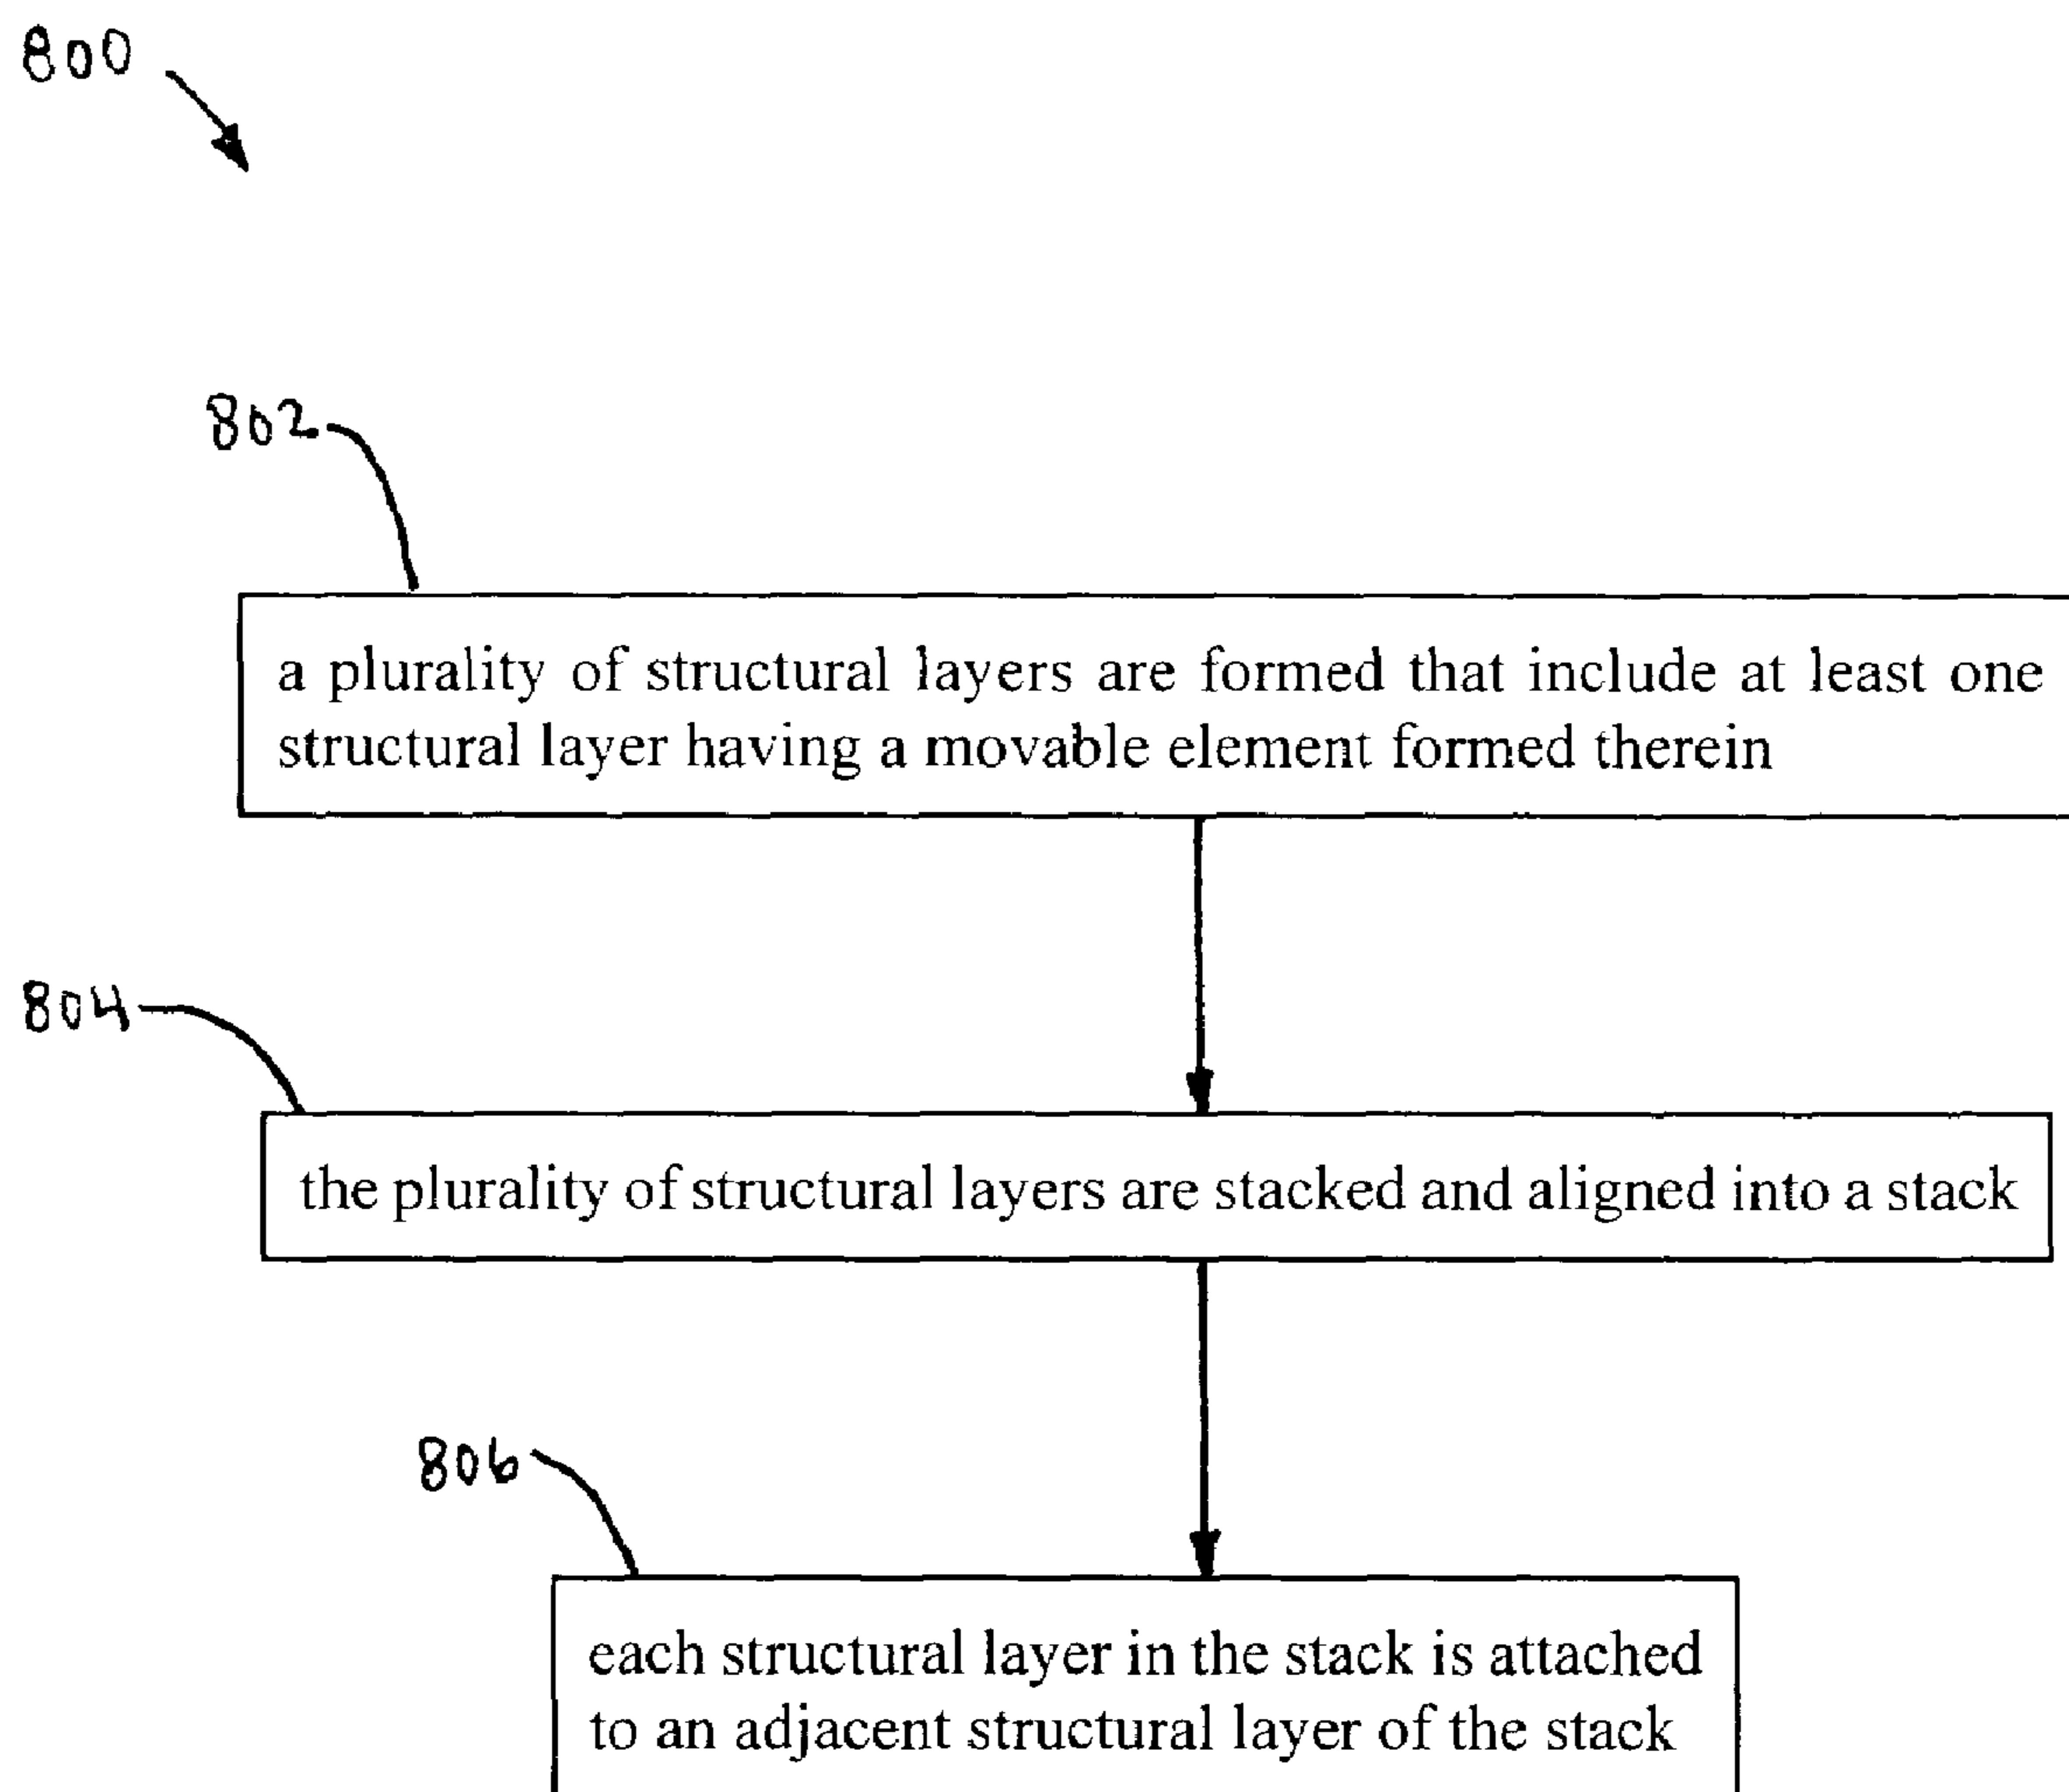 800
802
a plurality of structural layers are formed that include at least one
structural layer having a movable element formed therein
804
the plurality of structural layers are stacked and aligned into a stack
806
each structural layer in the stack is attached
to an adjacent structural layer of the stack